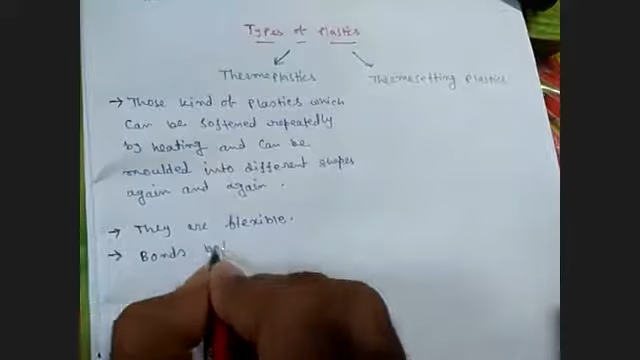 Types of Plastics
Thermoplastics
Thermosetting Plastics
→ Those kind of Plastics which
can be softened repeatedly
by heating and can be
moulded into different shapes
again and again.
→ They are flexible.
→ Bonds bet